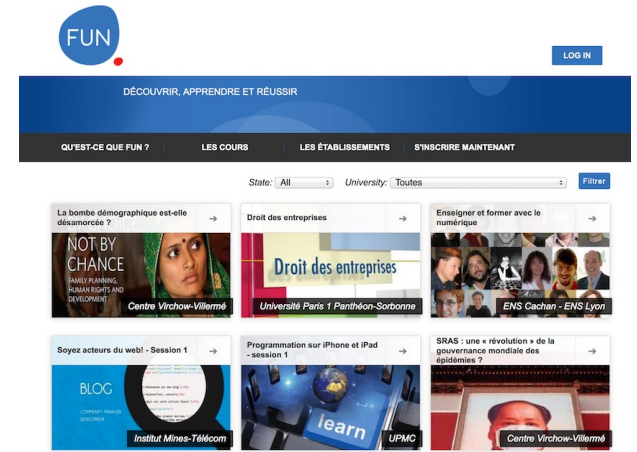 FUN
LOG IN
DÉCOUVRIR, APPRENDRE ET RÉUSSIR
QU'EST-CE QUE FUN ?
LES COURS
LES ÉTABLISSEMENTS
S'INSCRIRE MAINTENANT
State: All
University: Toutes
Filtrer
La bombe démographique est-elle
désamorcée ?
NOT BY
CHANCE
FAMILY PLANNING,
HUMAN RIGHTS AND
DEVELOPMENT
Centre Virchow-Villermé
Droit des entreprises
Droit des entreprises
Université Paris 1 Panthéon-Sorbonne
Enseigner et former avec le
numérique
ENS Cachan - ENS Lyon
Soyez acteurs du web! - Session 1
BLOG
COMMUNITY MANAGER
Institut Mines-Télécom
Programmation sur iPhone et iPad
- session 1
learn
UPMC
SRAS : une « révolution » de la
gouvernance mondiale des
épidémies ?
Centre Virchow-Villermé